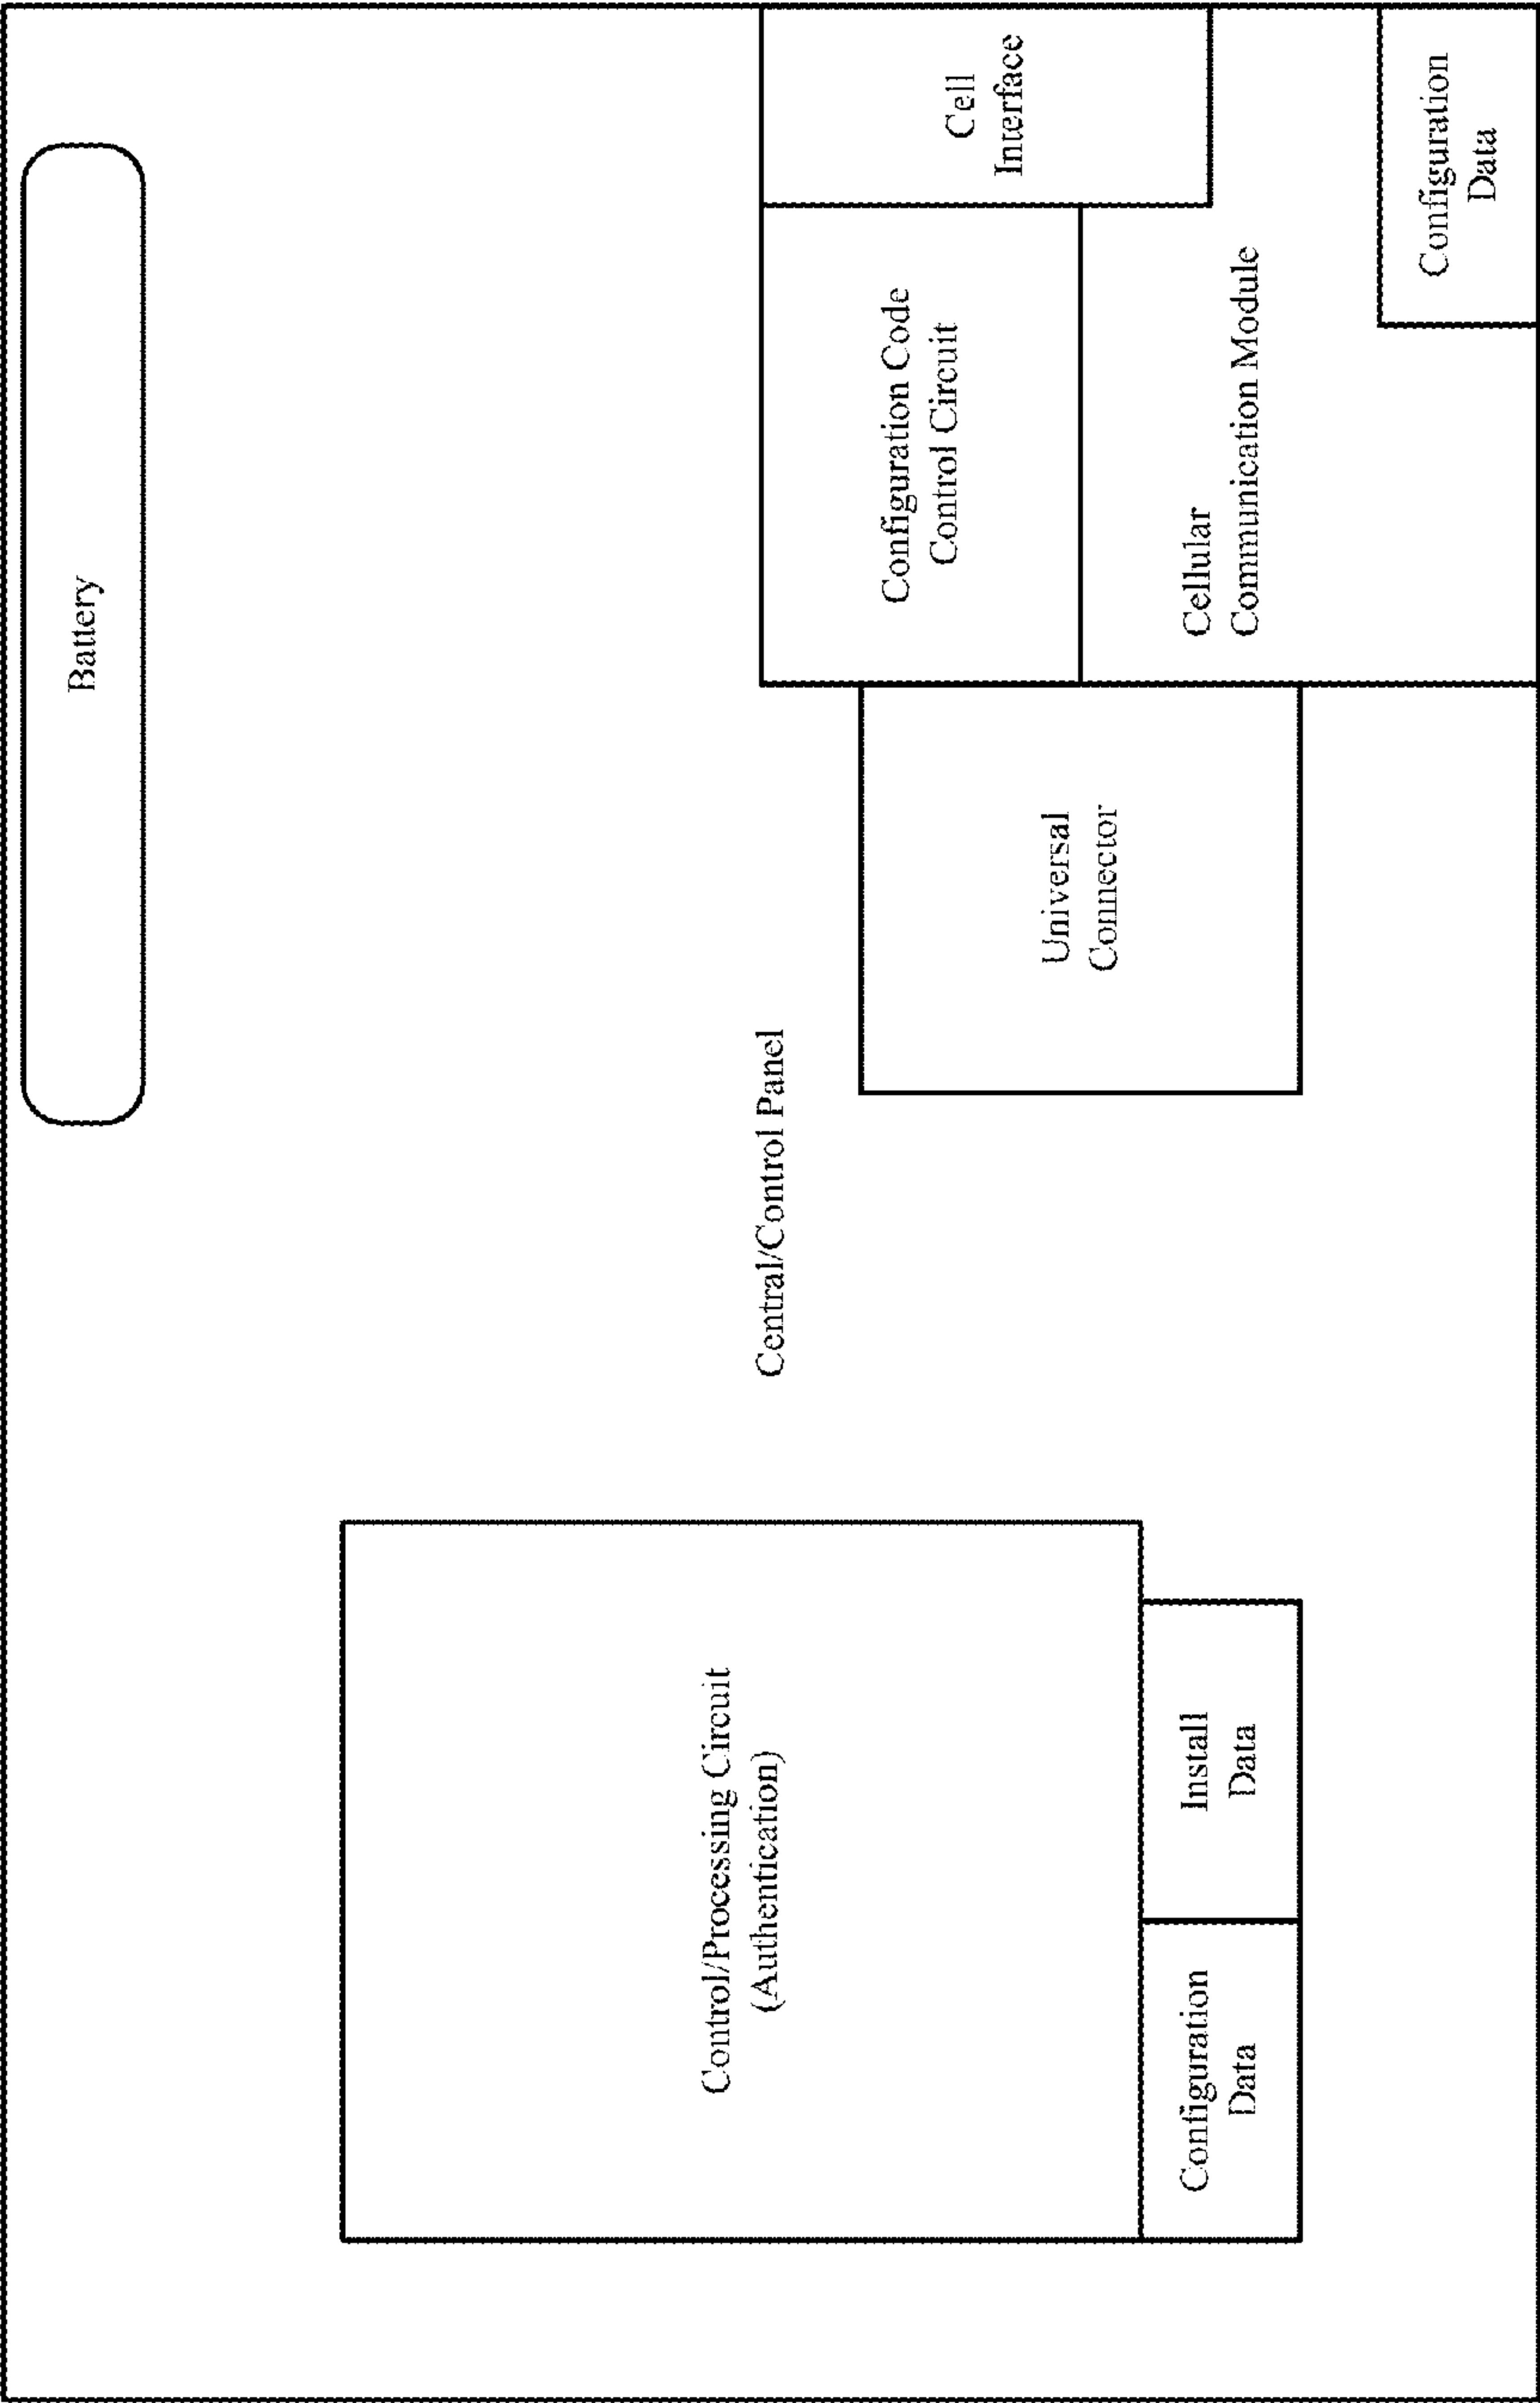 Battery
Central/Control Panel
Control/Processing Circuit
(Authentication)
Configuration
Data
Install
Data
Universal
Connector
Configuration Code
Control Circuit
Cell
Interface
Cellular
Communication Module
Configuration
Data